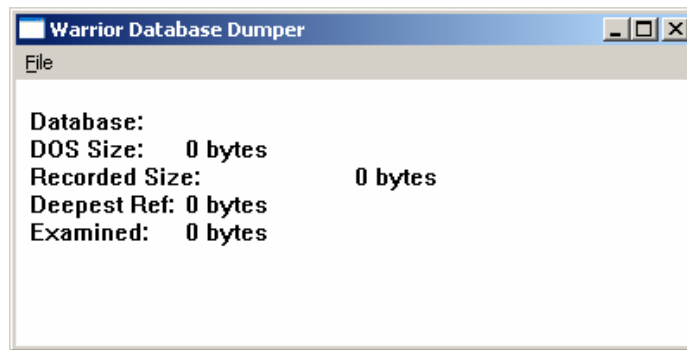 Warrior Database Dumper
File
Database:
DOS Size: 0 bytes
Recorded Size: 0 bytes
Deepest Ref: 0 bytes
Examined: 0 bytes